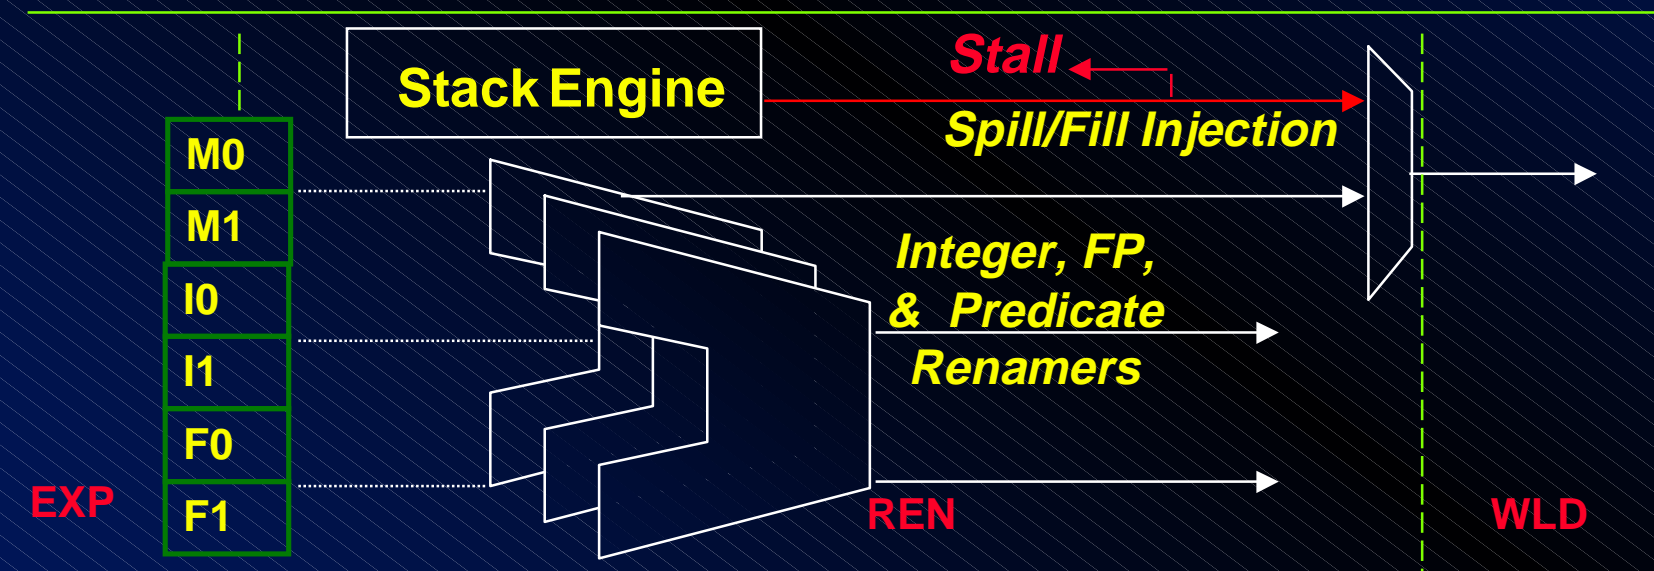 Stack Engine
Stall
Spill/Fill Injection
M0
M1
I0
I1
F0
F1
Integer, FP,
& Predicate
Renamers
EXP
REN
WLD